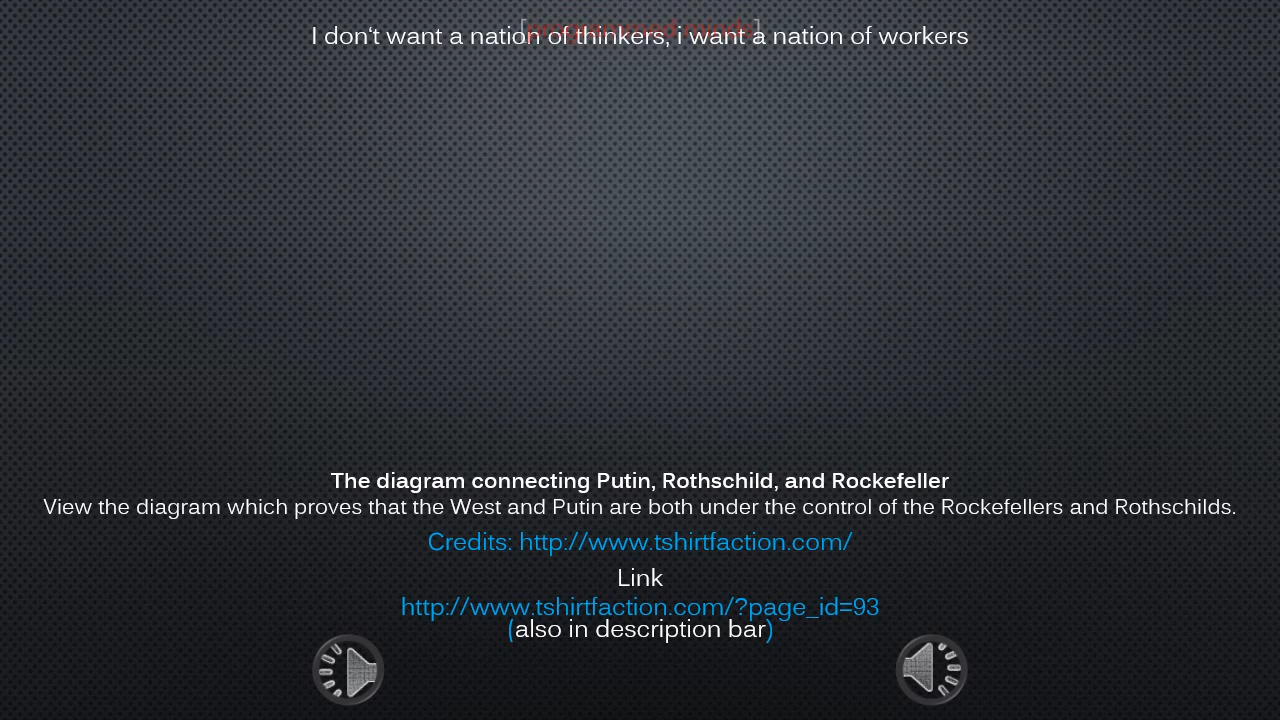 [programmed minds]
I don‘t want a nation of thinkers, i want a nation of workers
The diagram connecting Putin, Rothschild, and Rockefeller
View the diagram which proves that the West and Putin are both under the control of the Rockefellers and Rothschilds.
Credits: http://www.tshirtfaction.com/
Link
http://www.tshirtfaction.com/?page_id=93
(also in description bar)